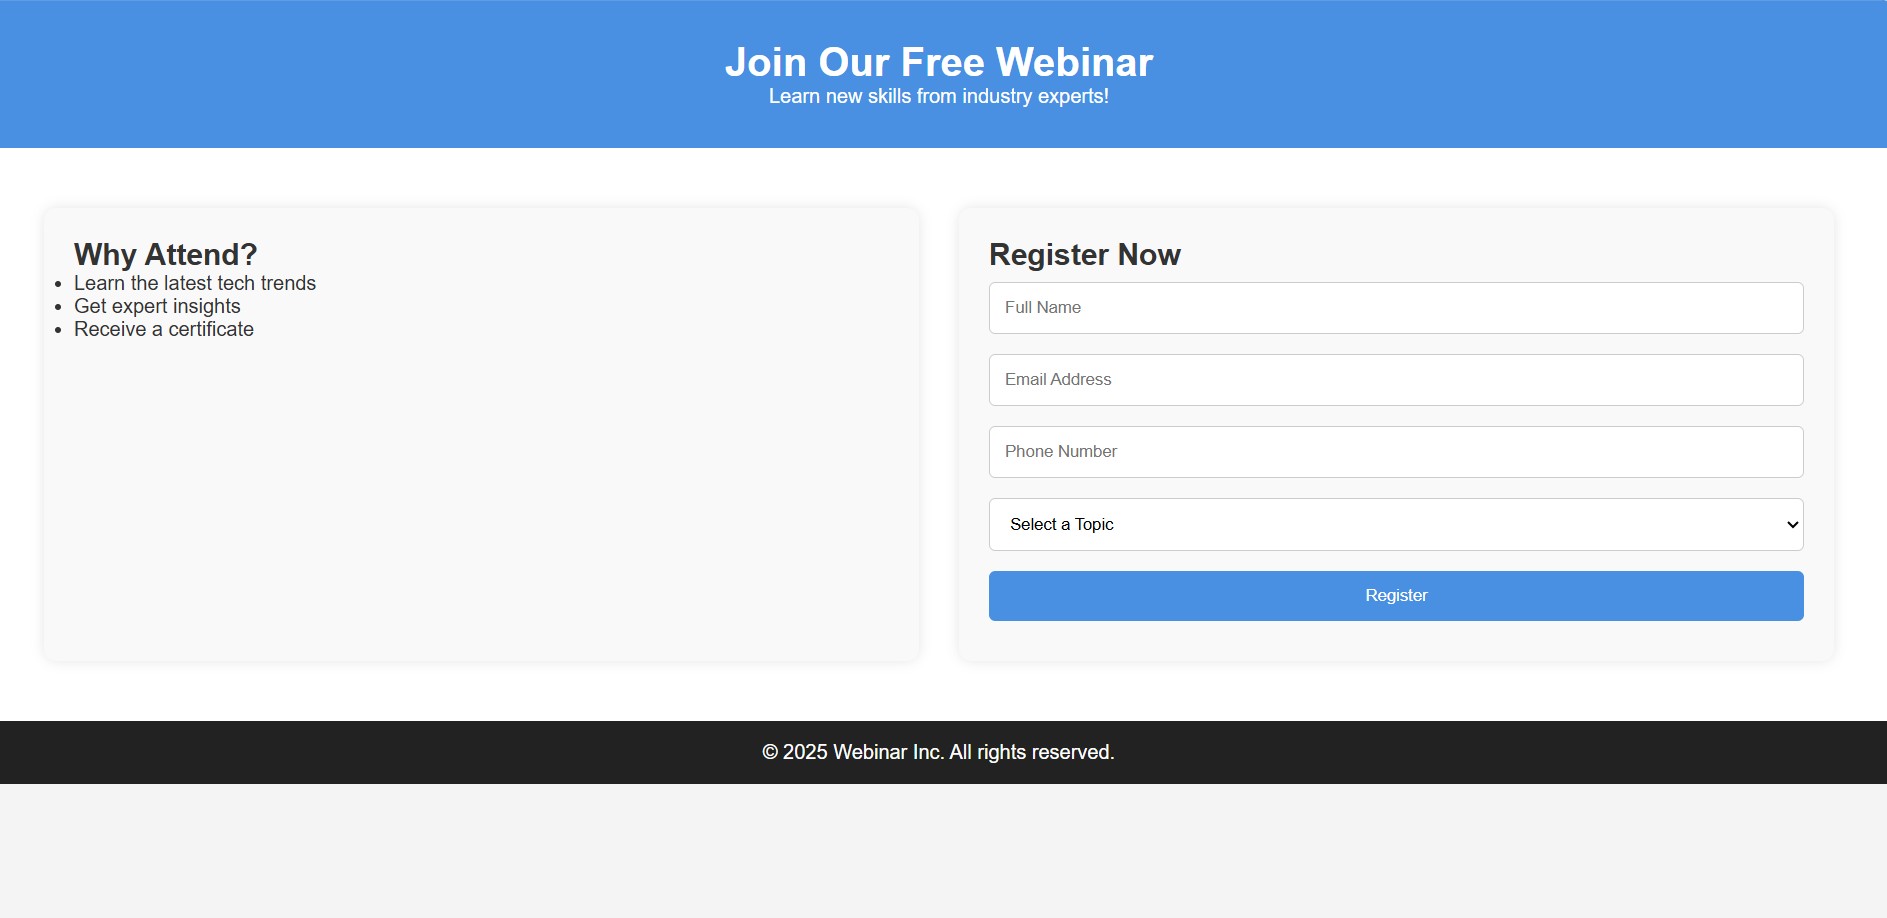 Join Our Free Webinar
Learn new skills from industry experts!
Why Attend?
• Learn the latest tech trends
• Get expert insights
• Receive a certificate
Register Now
Full Name
Email Address
Phone Number
Select a Topic
Register
© 2025 Webinar Inc. All rights reserved.